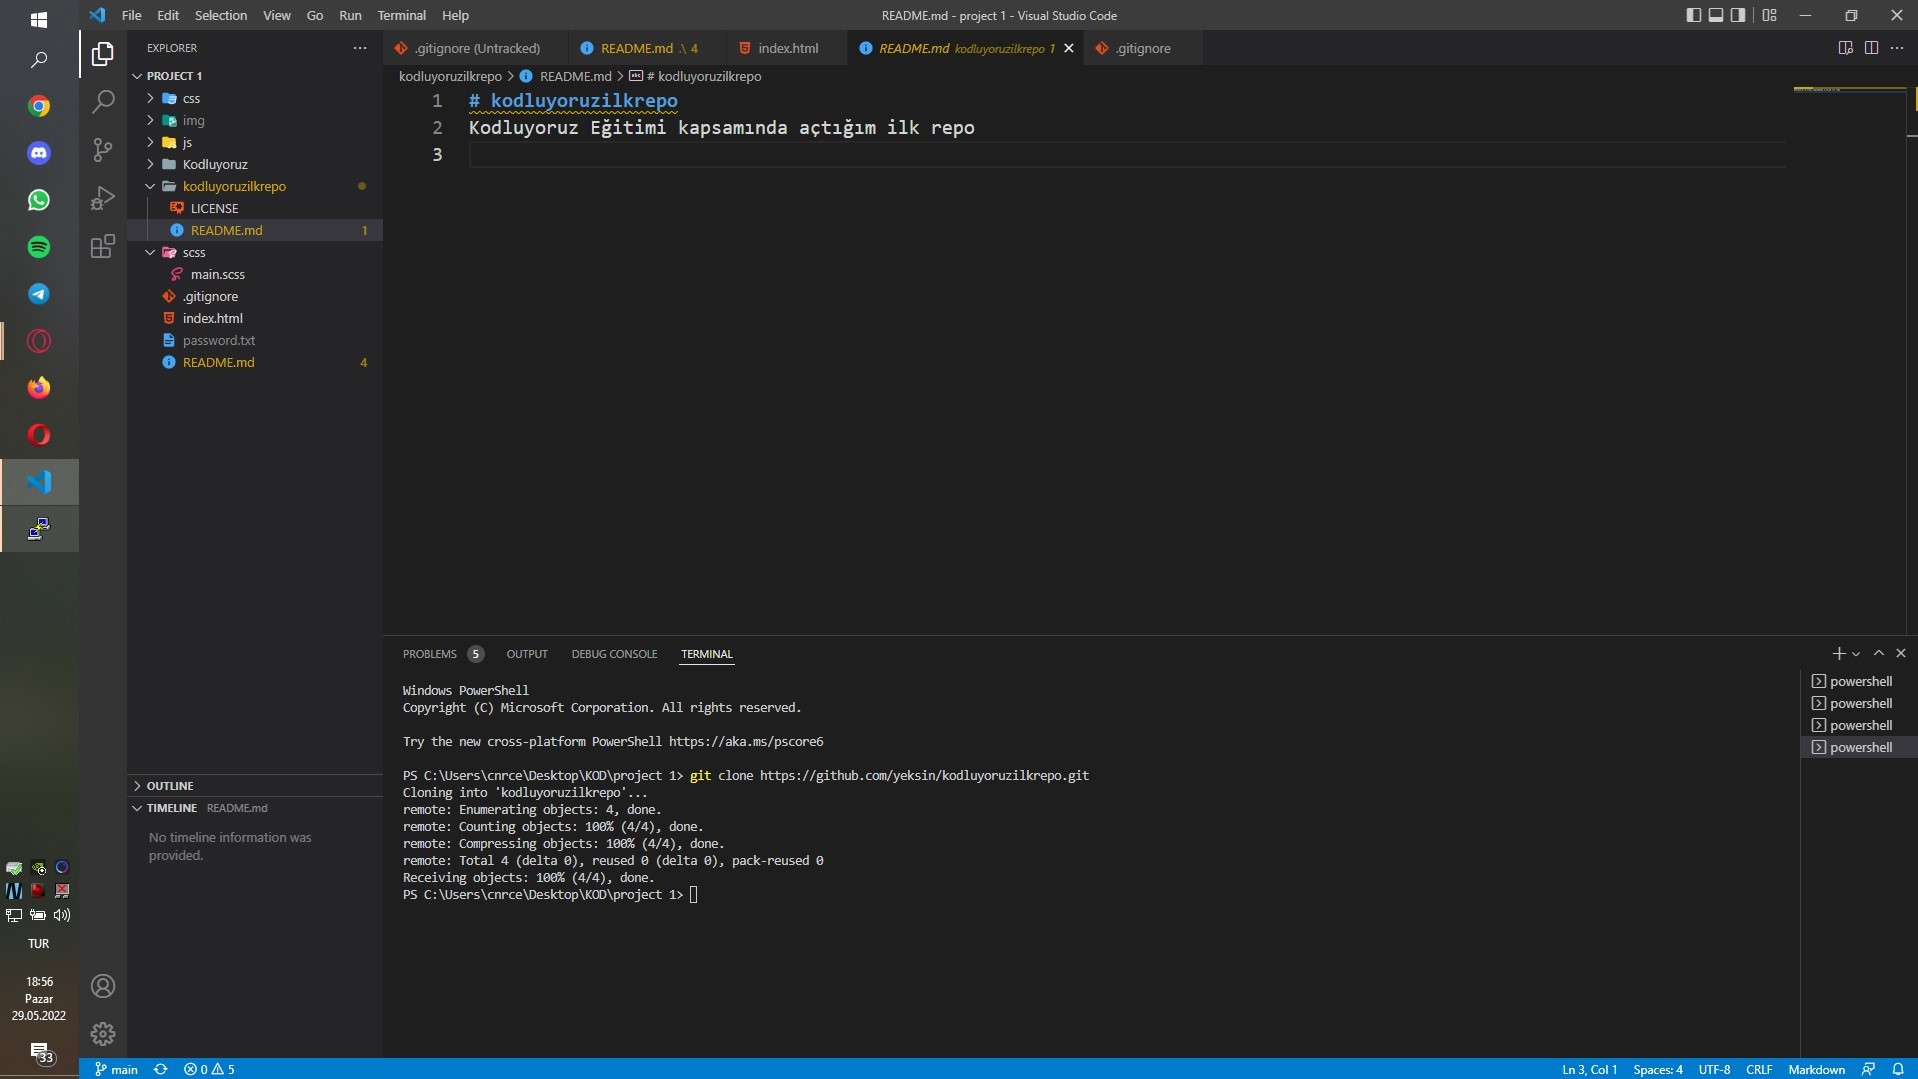 File Edit Selection View Go Run Terminal Help
README.md - project 1 - Visual Studio Code
EXPLORER
.gitignore (Untracked)
README.md .\ 4
index.html
README.md kodluyoruzilkrepo 1
.gitignore
PROJECT 1
css
img
js
Kodluyoruz
kodluyoruzilkrepo
LICENSE
README.md 1
scss
main.scss
.gitignore
index.html
password.txt
README.md 4
OUTLINE
TIMELINE README.md
No timeline information was
provided.
kodluyoruzilkrepo > README.md > # kodluyoruzilkrepo
1 # kodluyoruzilkrepo
2 Kodluyoruz Eğitimi kapsamında açtığım ilk repo
3
PROBLEMS 5 OUTPUT DEBUG CONSOLE TERMINAL
Windows PowerShell
Copyright (C) Microsoft Corporation. All rights reserved.
Try the new cross-platform PowerShell https://aka.ms/pscore6
PS C:\Users\cnrce\Desktop\KOD\project 1> git clone https://github.com/yeksin/kodluyoruzilkrepo.git
Cloning into 'kodluyoruzilkrepo'...
remote: Enumerating objects: 4, done.
remote: Counting objects: 100% (4/4), done.
remote: Compressing objects: 100% (4/4), done.
remote: Total 4 (delta 0), reused 0 (delta 0), pack-reused 0
Receiving objects: 100% (4/4), done.
PS C:\Users\cnrce\Desktop\KOD\project 1>
powershell
powershell
powershell
powershell
TUR
18:56
Pazar
29.05.2022
33
main 0 5
Ln 3, Col 1 Spaces: 4 UTF-8 CRLF Markdown